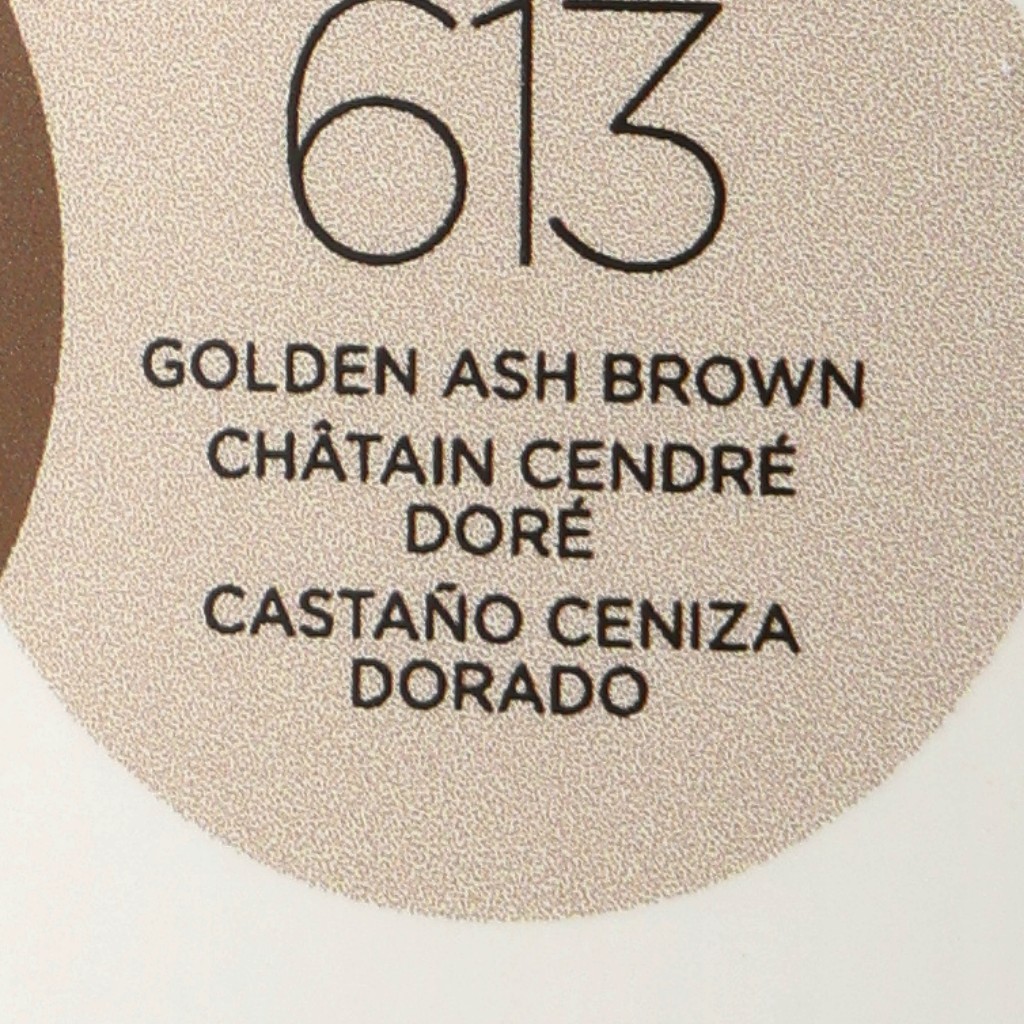 613
GOLDEN ASH BROWN
CHÂTAIN CENDRÉ
DORÉ
CASTAÑO CENIZA
DORADO